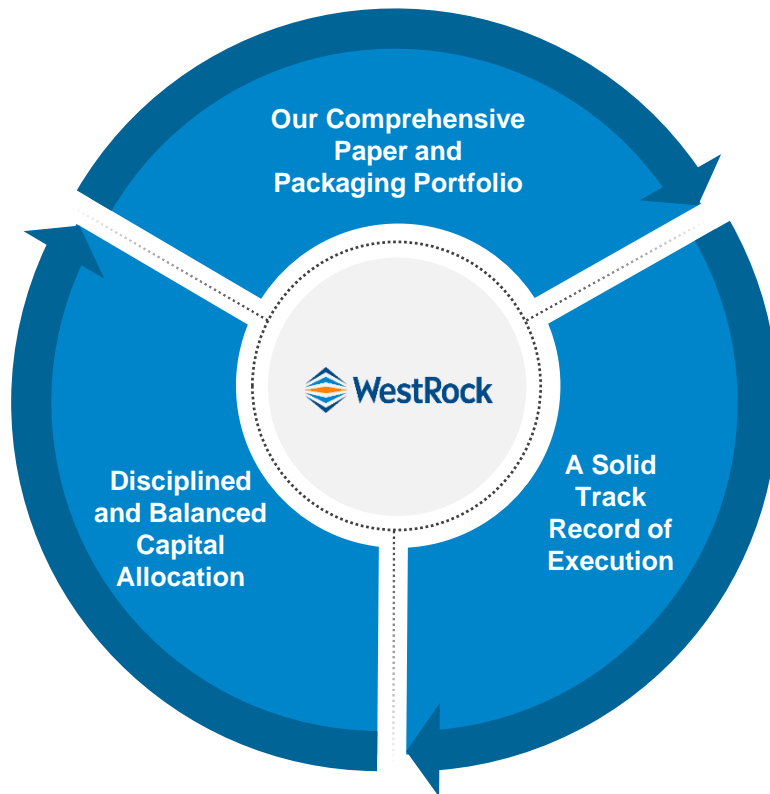 Our Comprehensive
Paper and
Packaging Portfolio
WestRock
A Solid
Track
Record of
Execution
Disciplined
and Balanced
Capital
Allocation